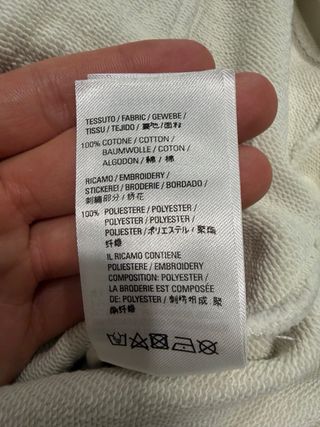 TESSUTO / FABRIC / GEWEBE /
TISSU / TEJIDO / 裏地 / 面料
100% COTONE / COTTON /
BAUMWOLLE / COTON /
ALGODON / 綿 / 棉
RICAMO / EMBROIDERY /
STICKEREI / BRODERIE / BORDADO /
刺繍部分 / 绣花
100% POLIESTERE / POLYESTER /
POLYESTER / POLYESTER /
POLIESTER / ポリエステル / 聚酯
纤维
IL RICAMO CONTIENE
POLIESTERE / EMBROIDERY
COMPOSITION: POLYESTER /
LA BRODERIE EST COMPOSÉE
DE: POLYESTER / 刺绣组成: 聚
酯纤维